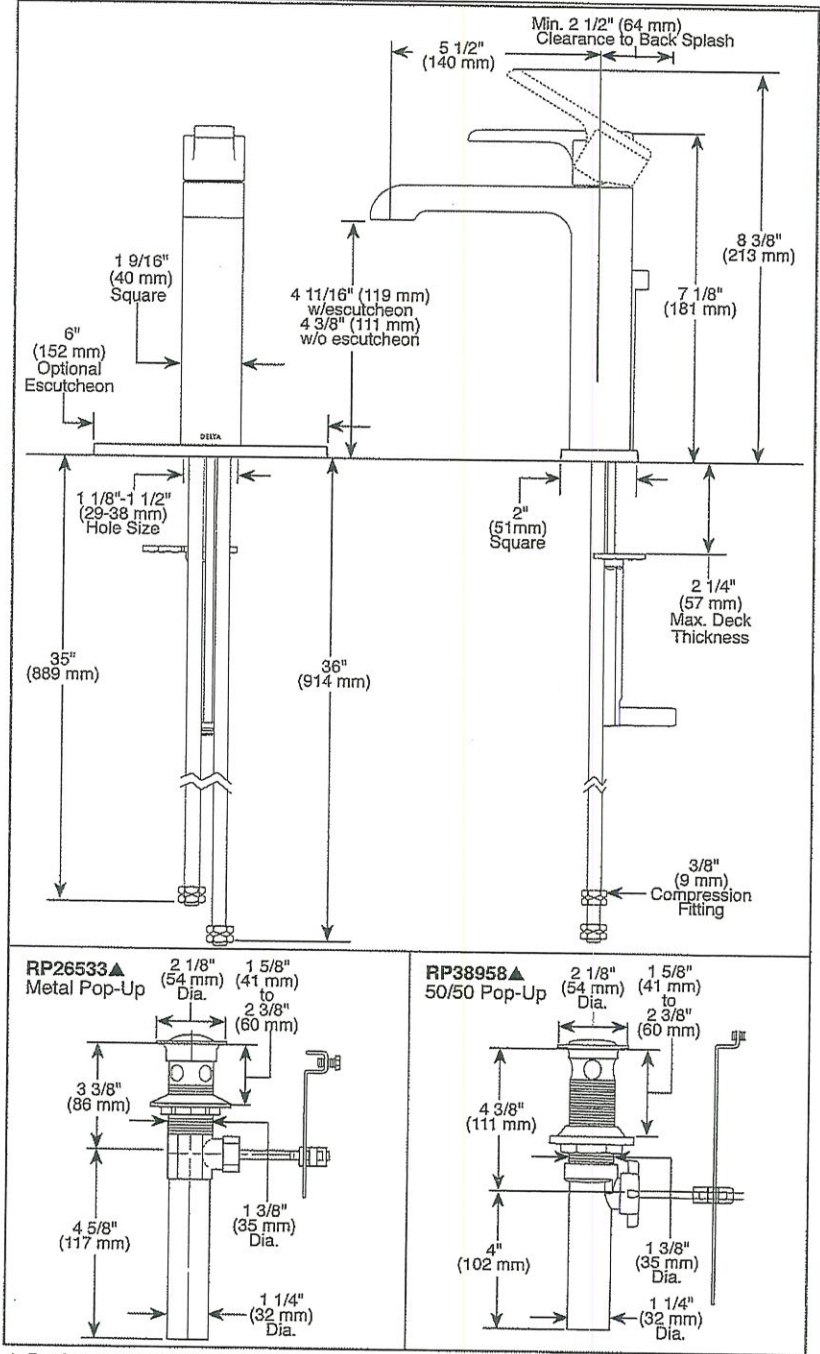 Min. 2 1/2" (64 mm)
Clearance to Back Splash
5 1/2"
(140 mm)
8 3/8"
(213 mm)
7 1/8"
(181 mm)
1 9/16"
(40 mm)
Square
4 11/16" (119 mm)
w/escutcheon
4 3/8" (111 mm)
w/o escutcheon
6"
(152 mm)
Optional
Escutcheon
DELTA
1 1/8"-1 1/2"
(29-38 mm)
Hole Size
2"
(51mm)
Square
2 1/4"
(57 mm)
Max. Deck
Thickness
35"
(889 mm)
36"
(914 mm)
3/8"
(9 mm)
Compression
Fitting
RP26533▲
Metal Pop-Up
2 1/8"
(54 mm)
Dia.
1 5/8"
(41 mm)
to
2 3/8"
(60 mm)
3 3/8"
(86 mm)
4 5/8"
(117 mm)
1 3/8"
(35 mm)
Dia.
1 1/4"
(32 mm)
Dia.
RP38958▲
50/50 Pop-Up
2 1/8"
(54 mm)
Dia.
1 5/8"
(41 mm)
to
2 3/8"
(60 mm)
4 3/8"
(111 mm)
4"
(102 mm)
1 3/8"
(35 mm)
Dia.
1 1/4"
(32 mm)
Dia.